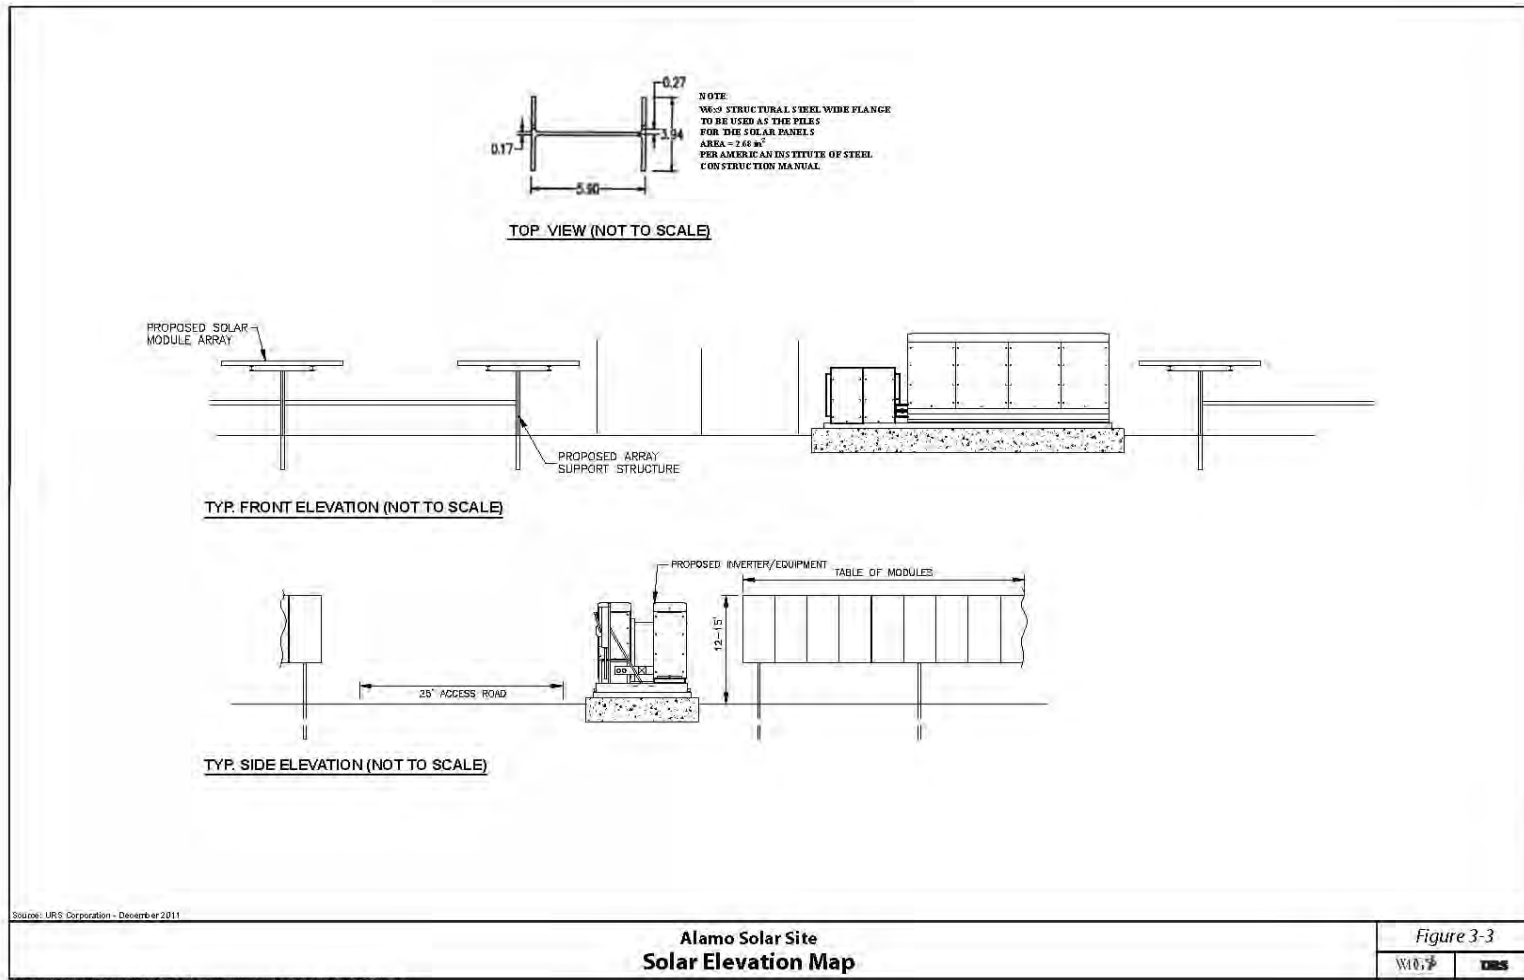 0.27
3.94
0.17
5.90
NOTE
W6x9 STRUCTURAL STEEL WIDE FLANGE
TO BE USED AS THE PILES
FOR THE SOLAR PANELS
AREA = 2.68 in²
PER AMERICAN INSTITUTE OF STEEL
CONSTRUCTION MANUAL
TOP VIEW (NOT TO SCALE)
PROPOSED SOLAR
MODULE ARRAY
PROPOSED ARRAY
SUPPORT STRUCTURE
TYP. FRONT ELEVATION (NOT TO SCALE)
PROPOSED INVERTER/EQUIPMENT
TABLE OF MODULES
12-15'
25' ACCESS ROAD
TYP. SIDE ELEVATION (NOT TO SCALE)
Source: URS Corporation - December 2011
Alamo Solar Site
Solar Elevation Map
Figure 3-3
URS